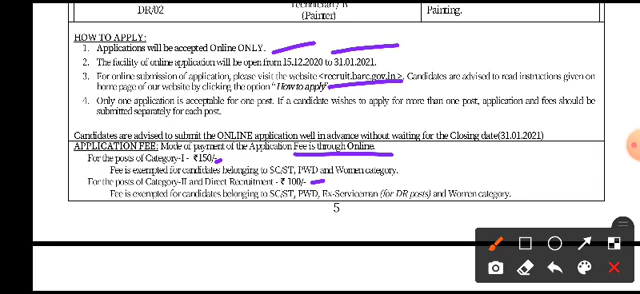 Technician / B
DR/02 (Painter) Painting.
HOW TO APPLY:
1. Applications will be accepted Online ONLY.
2. The facility of online application will be open from 15.12.2020 to 31.01.2021.
3. For online submission of application, please visit the website <recruit.barc.gov.in>. Candidates are advised to read instructions given on
home page of our website by clicking the option "How to apply"
4. Only one application is acceptable for one post. If a candidate wishes to apply for more than one post, application and fees should be
submitted separately for each post.
Candidates are advised to submit the ONLINE application well in advance without waiting for the Closing date(31.01.2021)
APPLICATION FEE: Mode of payment of the Application Fee is through Online.
For the posts of Category-I - ₹150/-
Fee is exempted for candidates belonging to SC/ST, PWD and Women category.
For the posts of Category-II and Direct Recruitment - ₹ 100/-
Fee is exempted for candidates belonging to SC/ST, PWD, Ex-Serviceman (for DR posts) and Women category.
5